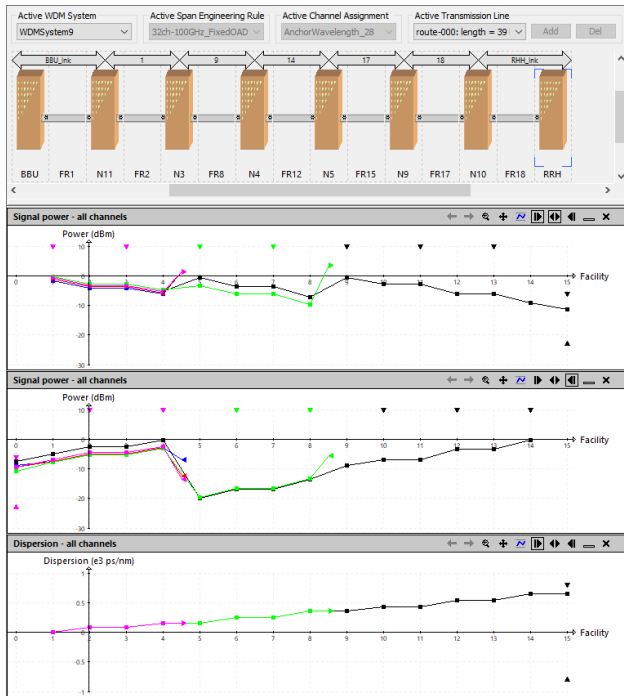 Active WDM System
Active Span Engineering Rule
Active Channel Assignment
Active Transmission Line
WDMSystem9
32ch-100GHz_FixedOAD
AnchorWavelength_28
route-000: length = 39
Add
Del
BBU_lnk 1 9 14 17 18 RHH_lnk
BBU FR1 N11 FR2 N3 FR8 N4 FR12 N5 FR15 N9 FR17 N10 FR18 RRH
Signal power - all channels
Power (dBm)
10
0 1 2 3 4 5 6 7 8 9 10 11 12 13 14 15 Facility
-10
-20
-30
Signal power - all channels
Power (dBm)
10
0 1 2 3 4 5 6 7 8 9 10 11 12 13 14 15 Facility
-10
-20
-30
Dispersion - all channels
Dispersion (e3 ps/nm)
1
0.5
0 1 2 3 4 5 6 7 8 9 10 11 12 13 14 15 Facility
-0.5
-1